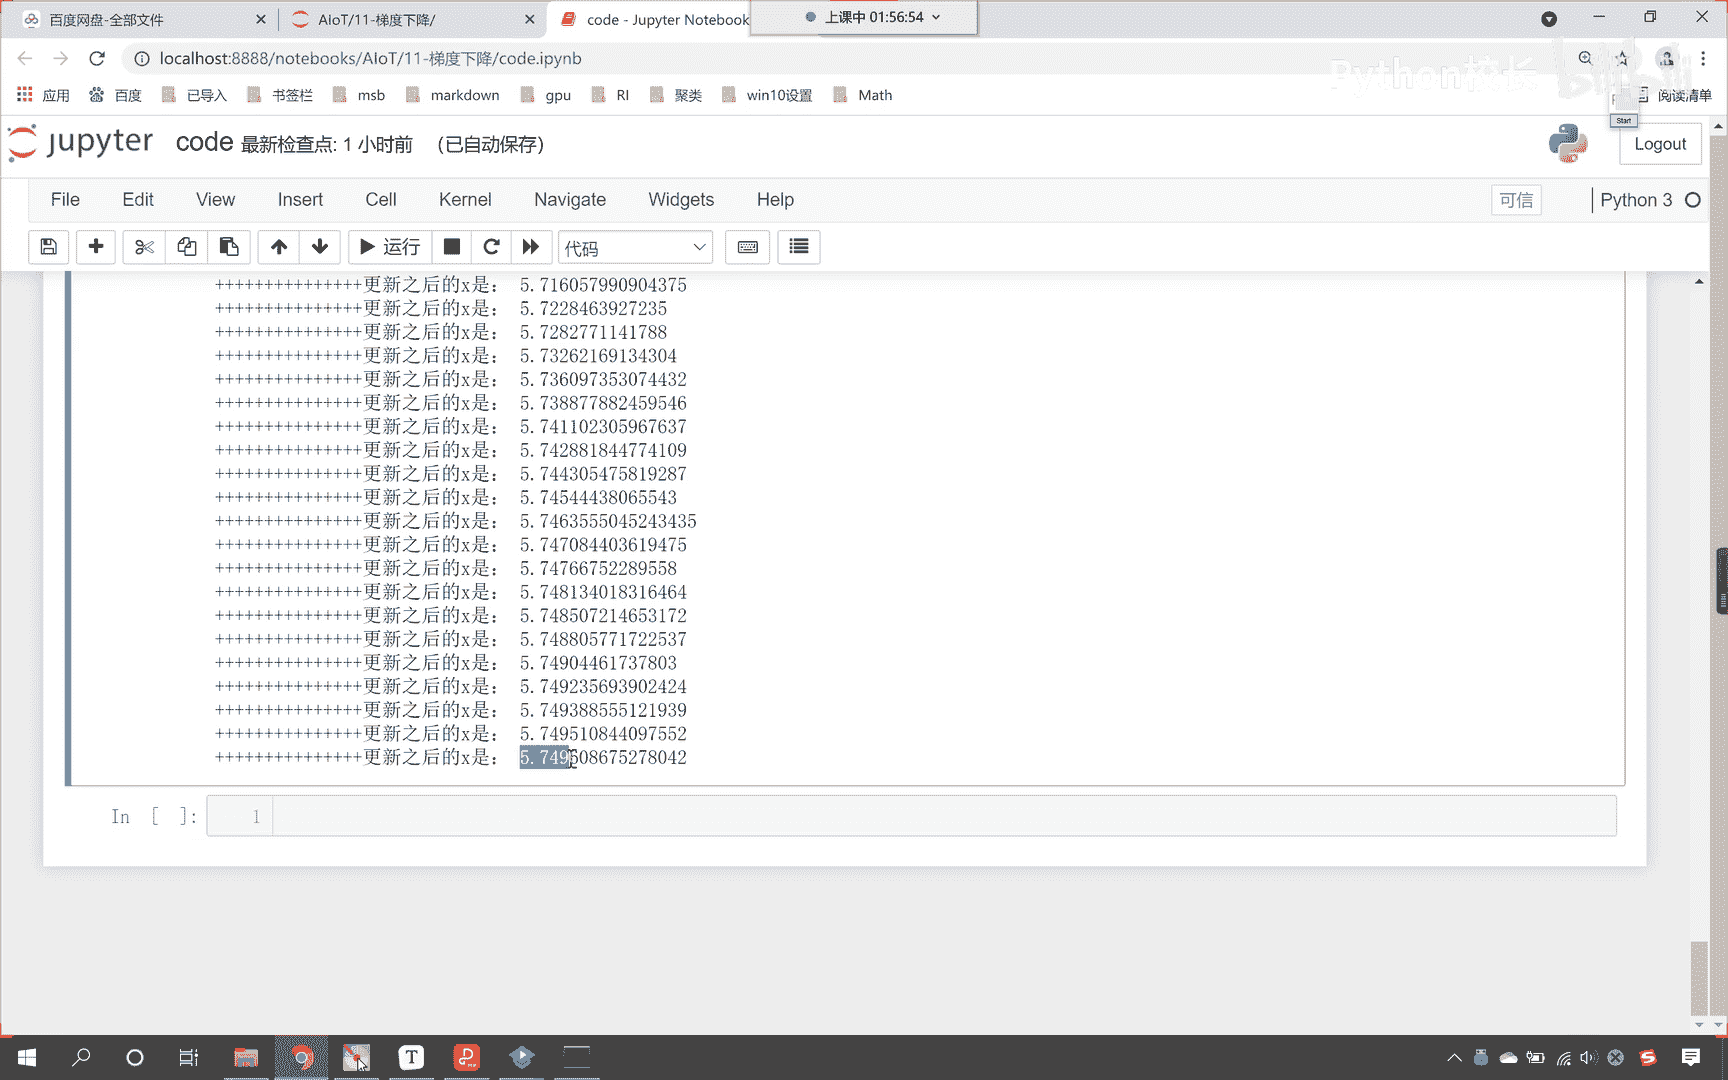 百度网盘-全部文件
AIoT/11-梯度下降/
code - Jupyter Notebook
上课中 01:56:54
localhost:8888/notebooks/AIoT/11-梯度下降/code.ipynb
Python校长
bilibili
应用 百度 已导入 书签栏 msb markdown gpu RI 聚类 win10设置 Math 阅读清单
Start
jupyter code 最新检查点: 1 小时前 (已自动保存)
Logout
File Edit View Insert Cell Kernel Navigate Widgets Help 可信 Python 3
运行 代码
+++++++++++++++更新之后的x是： 5.716057990904375
+++++++++++++++更新之后的x是： 5.7228463927235
+++++++++++++++更新之后的x是： 5.7282771141788
+++++++++++++++更新之后的x是： 5.73262169134304
+++++++++++++++更新之后的x是： 5.736097353074432
+++++++++++++++更新之后的x是： 5.738877882459546
+++++++++++++++更新之后的x是： 5.741102305967637
+++++++++++++++更新之后的x是： 5.742881844774109
+++++++++++++++更新之后的x是： 5.744305475819287
+++++++++++++++更新之后的x是： 5.74544438065543
+++++++++++++++更新之后的x是： 5.7463555045243435
+++++++++++++++更新之后的x是： 5.747084403619475
+++++++++++++++更新之后的x是： 5.74766752289558
+++++++++++++++更新之后的x是： 5.748134018316464
+++++++++++++++更新之后的x是： 5.748507214653172
+++++++++++++++更新之后的x是： 5.748805771722537
+++++++++++++++更新之后的x是： 5.74904461737803
+++++++++++++++更新之后的x是： 5.749235693902424
+++++++++++++++更新之后的x是： 5.749388555121939
+++++++++++++++更新之后的x是： 5.749510844097552
+++++++++++++++更新之后的x是： 5.749608675278042
In [ ]: 1